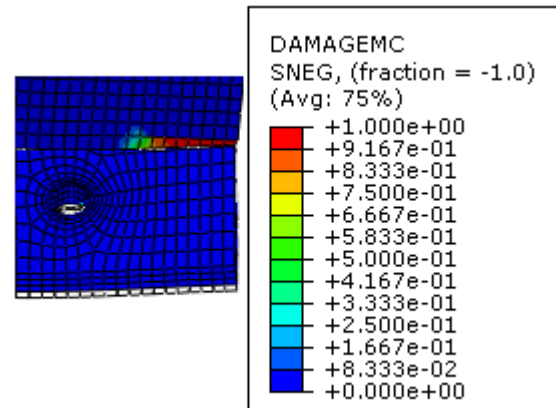 DAMAGEMC
SNEG, (fraction = -1.0)
(Avg: 75%)
+1.000e+00
+9.167e-01
+8.333e-01
+7.500e-01
+6.667e-01
+5.833e-01
+5.000e-01
+4.167e-01
+3.333e-01
+2.500e-01
+1.667e-01
+8.333e-02
+0.000e+00